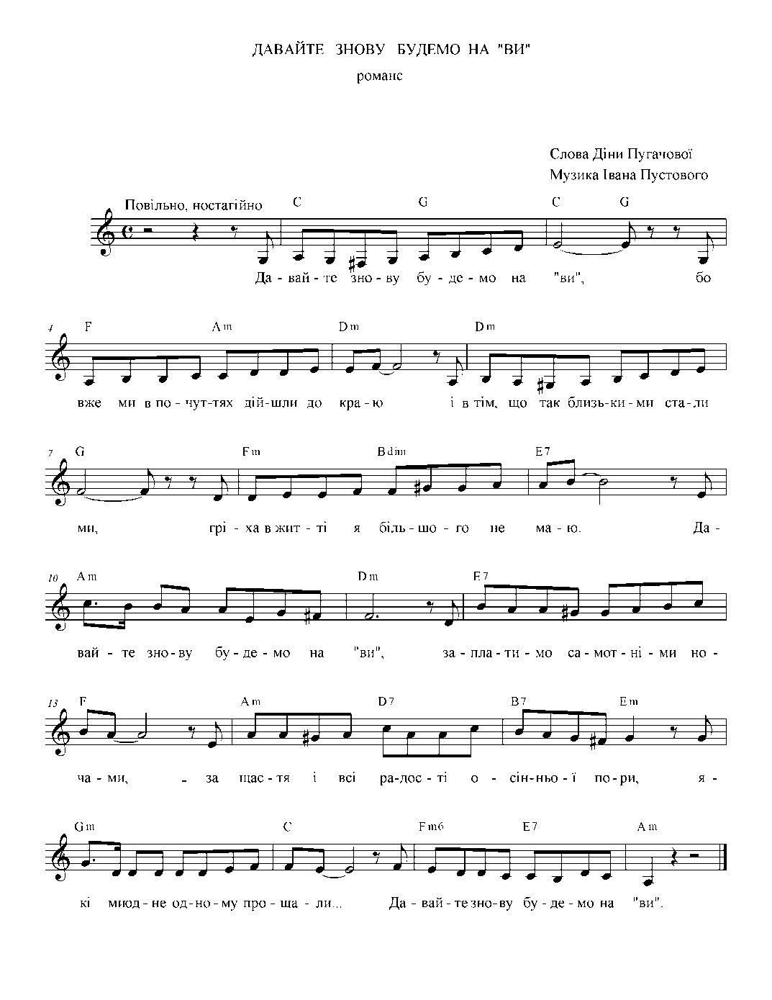 ДАВАЙТЕ ЗНОВУ БУДЕМО НА "ВИ"
романс
Слова Діни Пугачової
Музика Івана Пустового
Повільно, ностагійно C G C G
Да - вай - те зно - ву бу - де - мо на "ви", бо
4 F Am Dm Dm
вже ми в по - чут-тях дій-шли до кра - ю і в тім, що так близь-ки - ми ста-ли
7 G Fm Bdim E7
ми, грі - ха в жит - ті я біль - шо - го не ма - ю. Да -
10 Am Dm E7
вай - те зно - ву бу - де - мо на "ви", за - пла - ти - мо са - мот - ні - ми но -
13 F Am D7 B7 Em
ча - ми, - за щас - тя і всі ра-дос - ті о - сін-ньо - ї по - ри, я -
Gm C Fm6 E7 Am
кі миод - не од-но - му про - ща - ли... Да - вай - те зно-ву бу - де - мо на "ви".